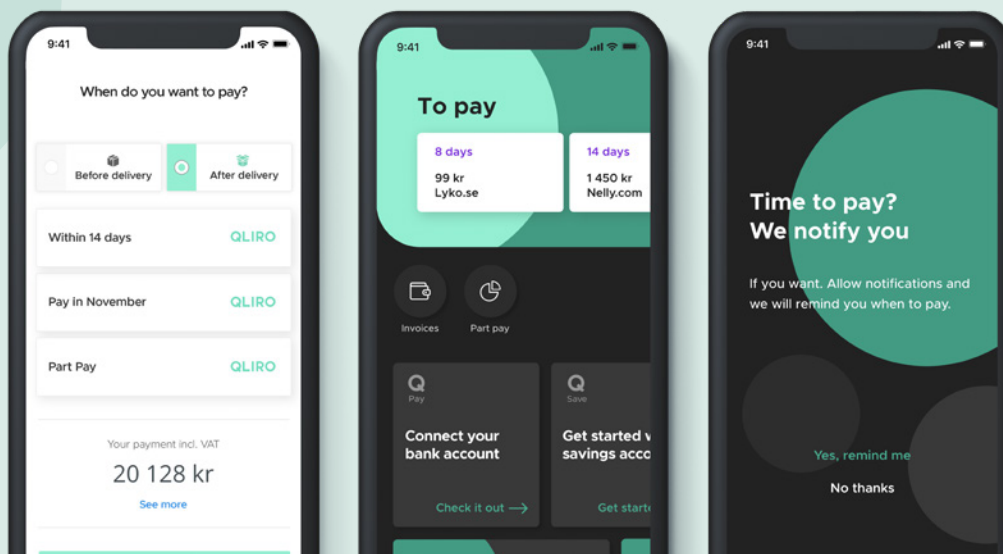 9:41
When do you want to pay?
Before delivery
After delivery
Within 14 days
QLIRO
Pay in November
QLIRO
Part Pay
QLIRO
Your payment incl. VAT
20 128 kr
See more
9:41
To pay
8 days
99 kr
Lyko.se
14 days
1 450 kr
Nelly.com
Invoices
Part pay
Q
Pay
Connect your
bank account
Check it out →
Q
Save
Get started
savings
Get
9:41
Time to pay?
We notify you
If you want. Allow notifications and
we will remind you when to pay.
Yes, remind me
No thanks